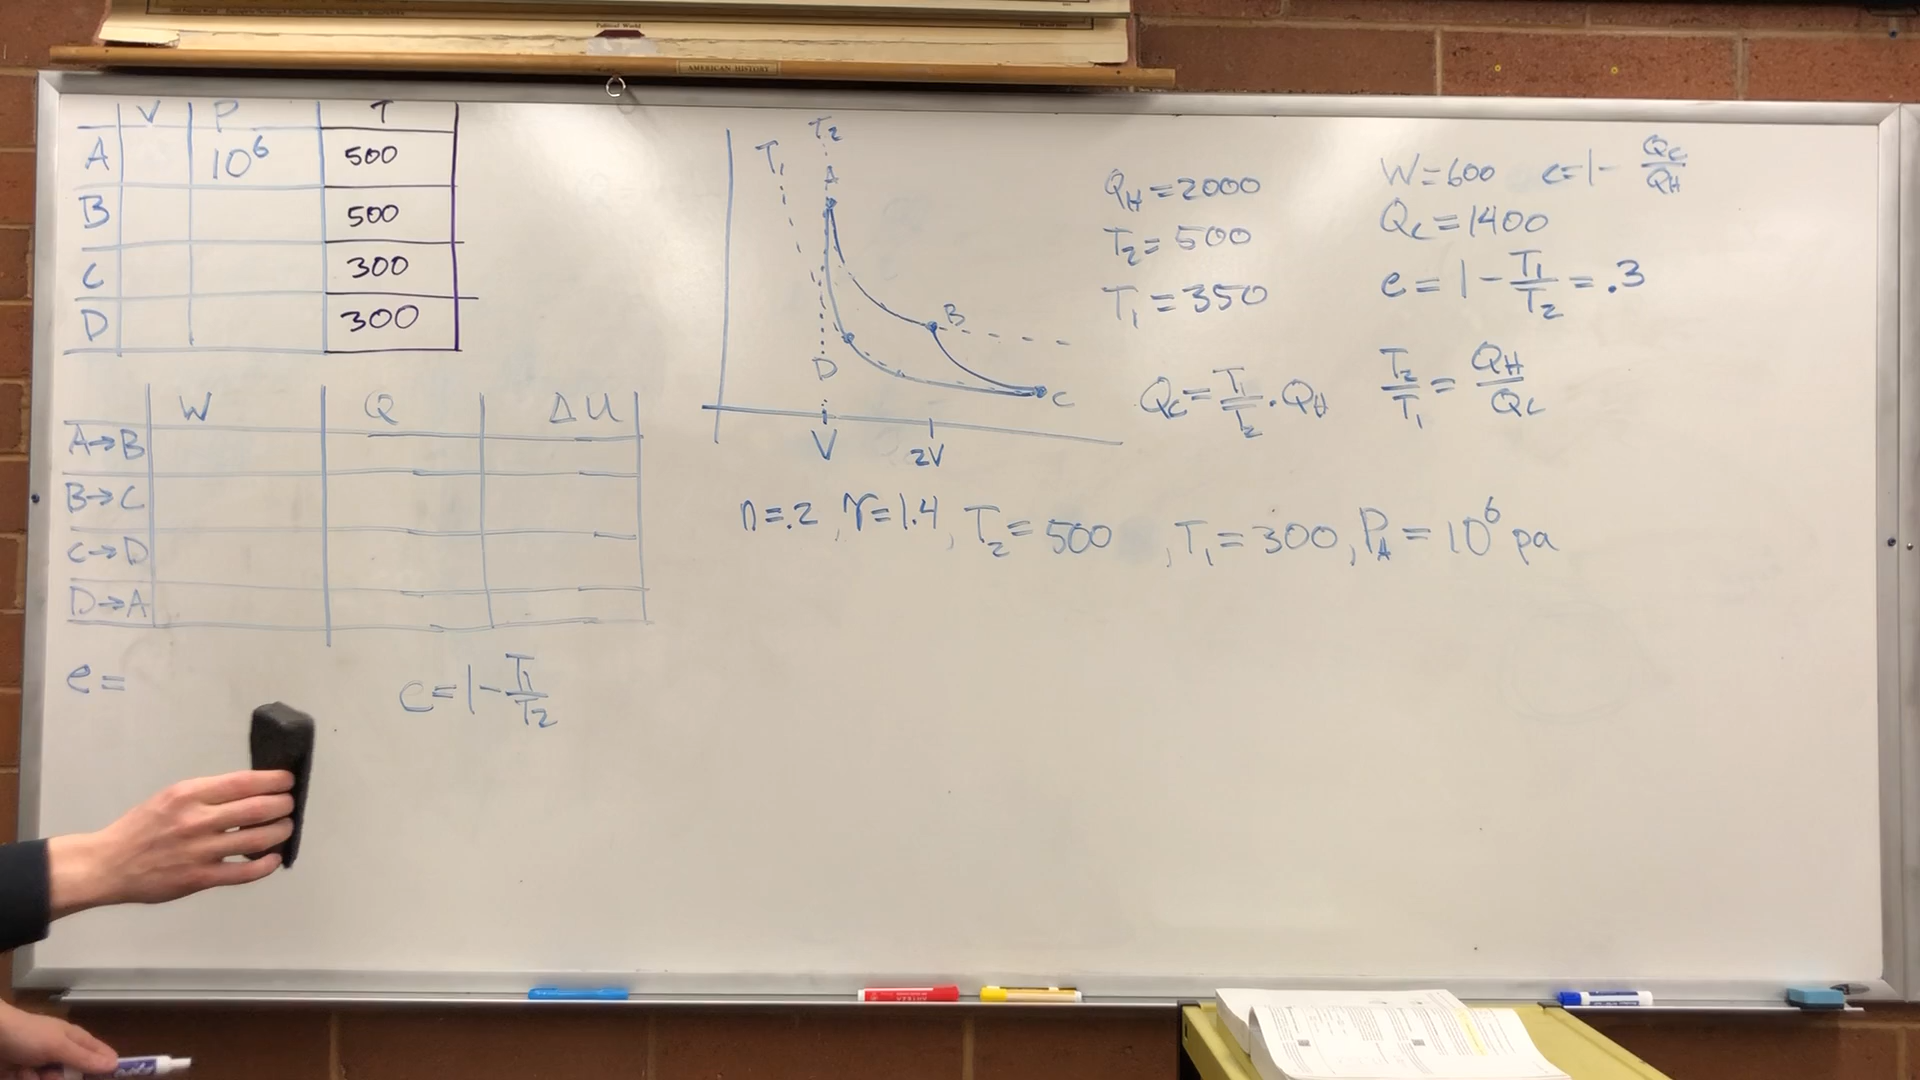 Political World
AMERICAN HISTORY
V P T
A 10⁶ 500
B 500
C 300
D 300
W Q ΔU
A→B
B→C
C→D
D→A
e=
e=1-T₁/T₂
T₁ T₂
A
B
D
C
V 2V
Q_H=2000
T₂=500
T₁=350
W=600 e=1-Q_C/Q_H
Q_C=1400
e=1-T₁/T₂=.3
Q_C=T₁/T₂·Q_H
T₂/T₁=Q_H/Q_C
n=.2, γ=1.4, T₂=500, T₁=300, P_A=10⁶ pa